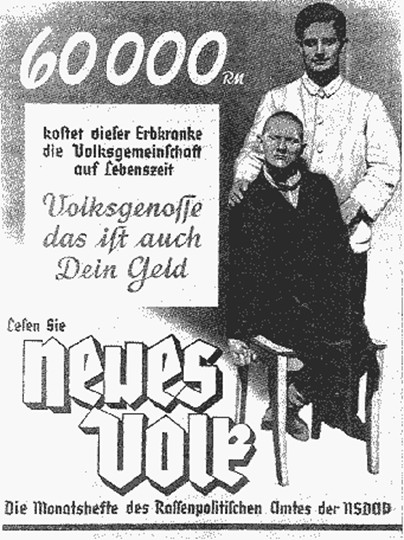 60000 RM
kostet dieser Erbkranke
die Volksgemeinschaft
auf Lebenszeit
Volksgenosse
das ist auch
Dein Geld
Lesen Sie
neues
Volk
Die Monatshefte des Rassenpolitischen Amtes der NSDAP